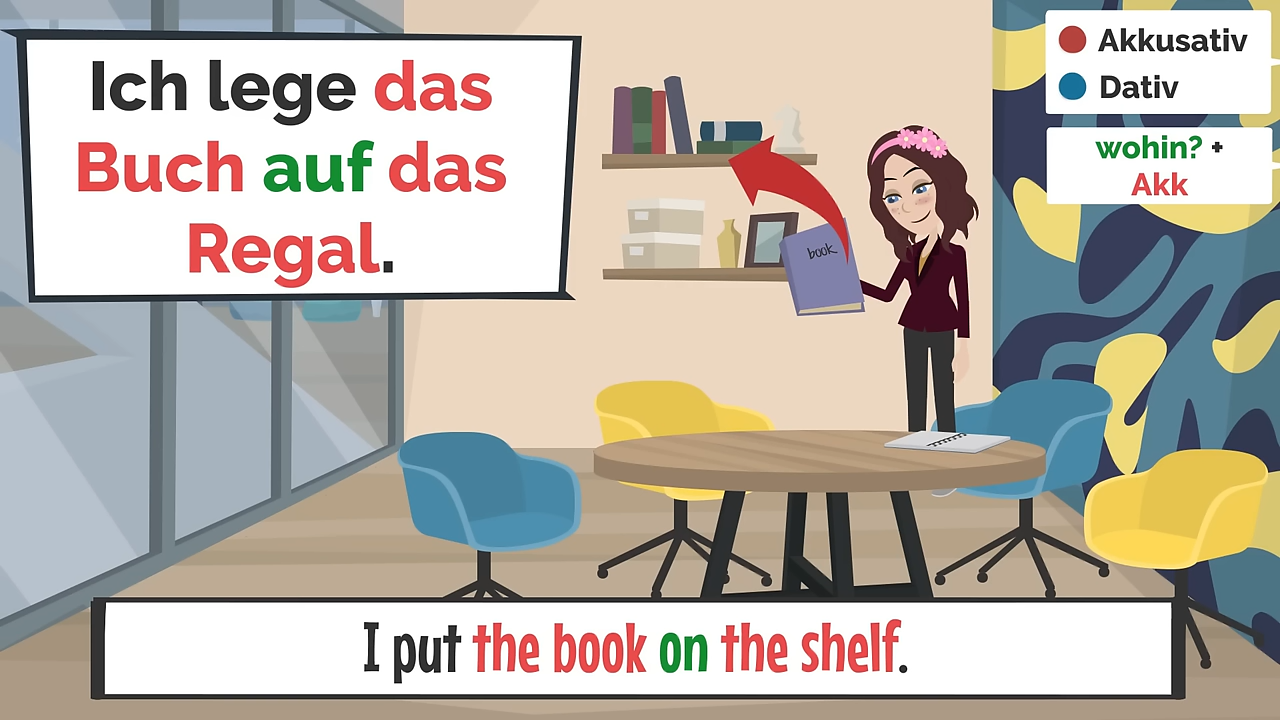 Ich lege das
Buch auf das
Regal.
Akkusativ
Dativ
wohin? +
Akk
book
I put the book on the shelf.